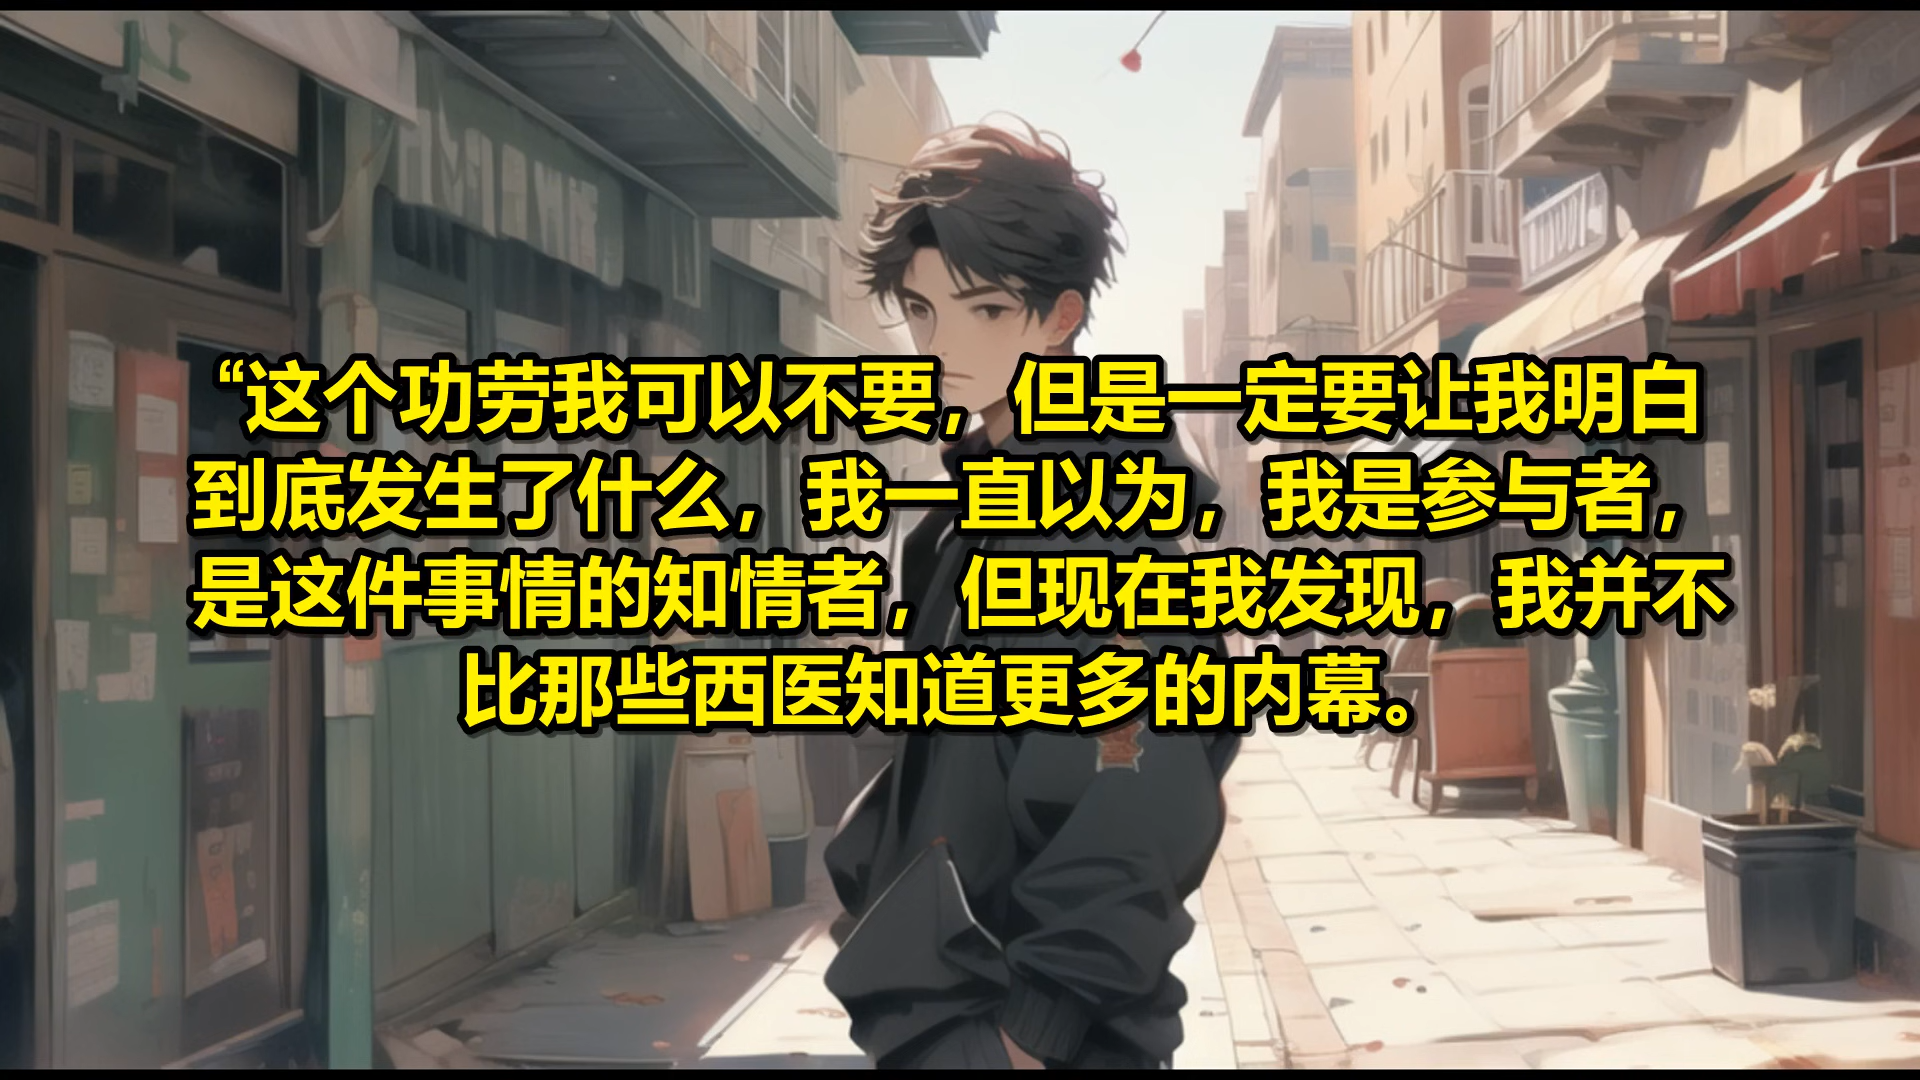 “这个功劳我可以不要，但是一定要让我明白
到底发生了什么，我一直以为，我是参与者，
是这件事情的知情者，但现在我发现，我并不
比那些西医知道更多的内幕。